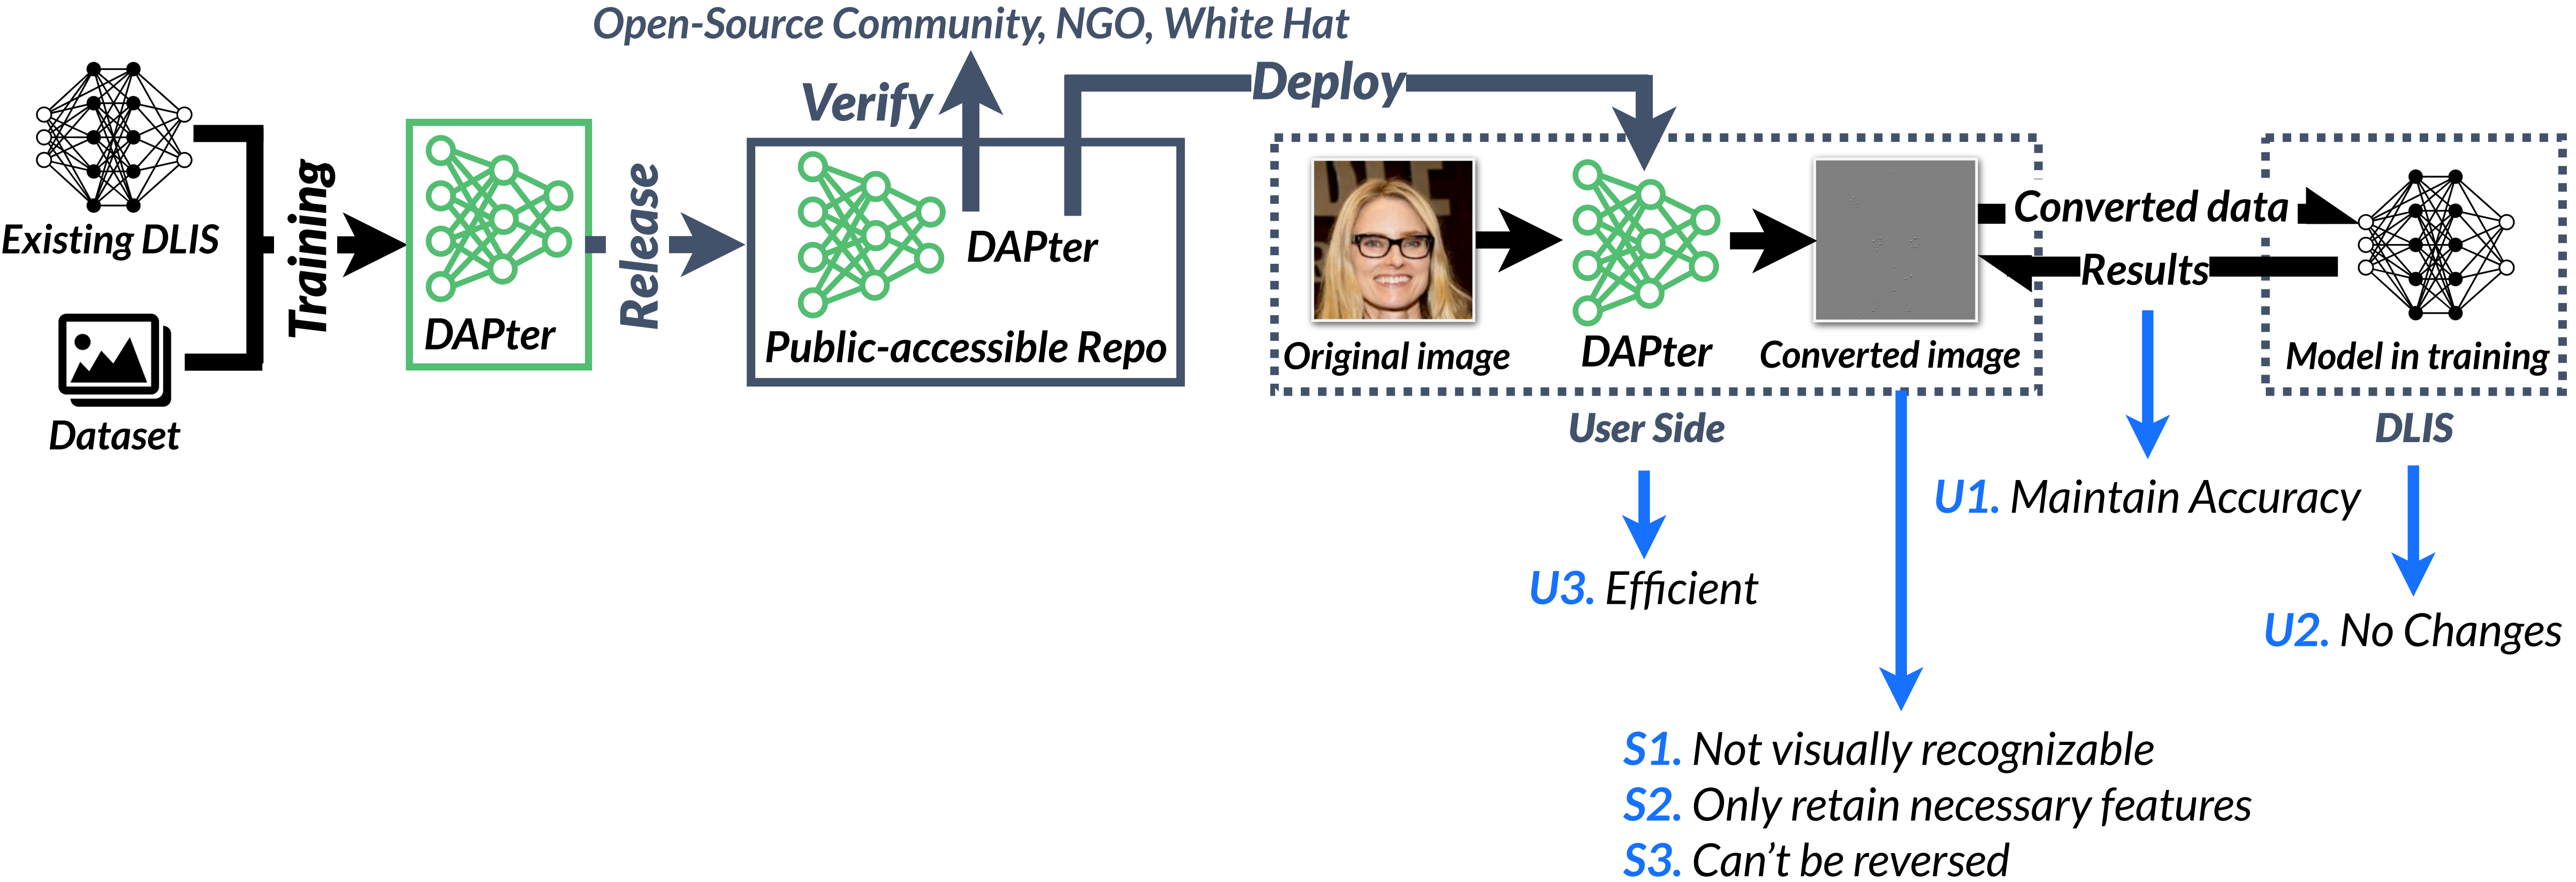 Open-Source Community, NGO, White Hat
Verify
Deploy
Existing DLIS
Dataset
Training
DAPter
Release
DAPter
Public-accessible Repo
Original image
DAPter
Converted image
Converted data
Results
Model in training
User Side
DLIS
U1. Maintain Accuracy
U3. Efficient
U2. No Changes
S1. Not visually recognizable
S2. Only retain necessary features
S3. Can't be reversed